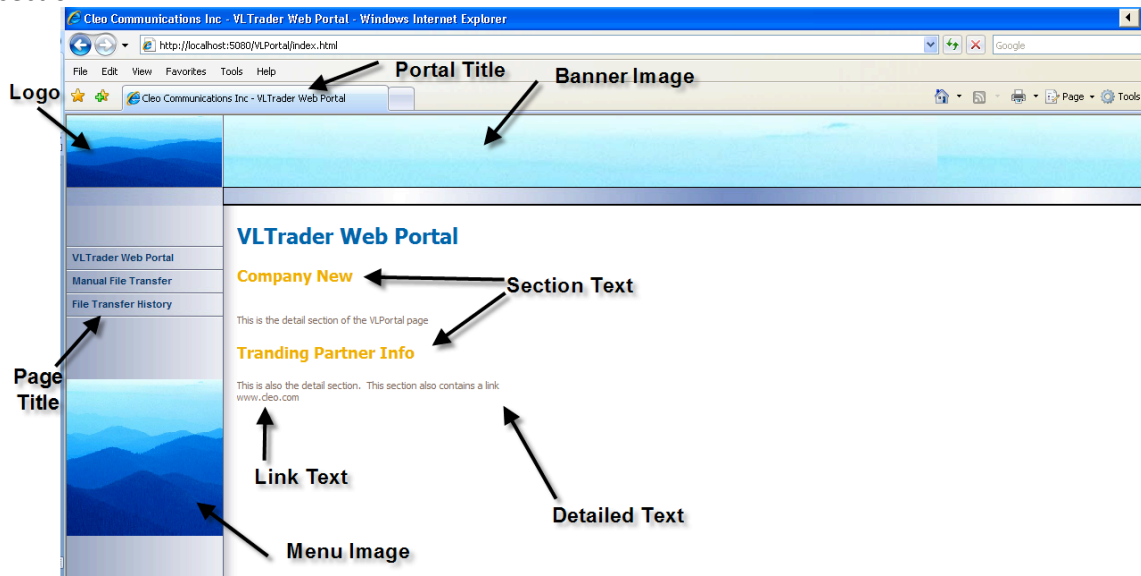 Cleo Communications Inc - VLTrader Web Portal - Windows Internet Explorer
http://localhost:5080/VLPortal/index.html
Google
File Edit View Favorites Tools Help
Portal Title
Banner Image
Logo
Cleo Communications Inc - VLTrader Web Portal
Page
Tools
VLTrader Web Portal
VLTrader Web Portal
Manual File Transfer
File Transfer History
Company New
Section Text
This is the detail section of the VLPortal page
Tranding Partner Info
Page
Title
This is also the detail section. This section also contains a link
www.cleo.com
Link Text
Detailed Text
Menu Image